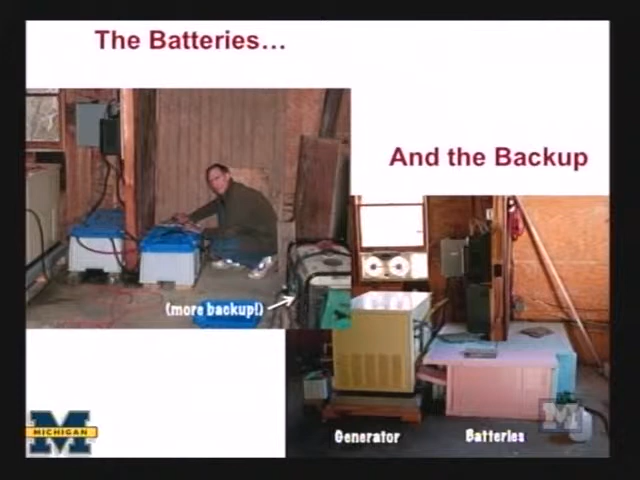 The Batteries...
And the Backup
(more backup!)
Generator
Batteries
MICHIGAN